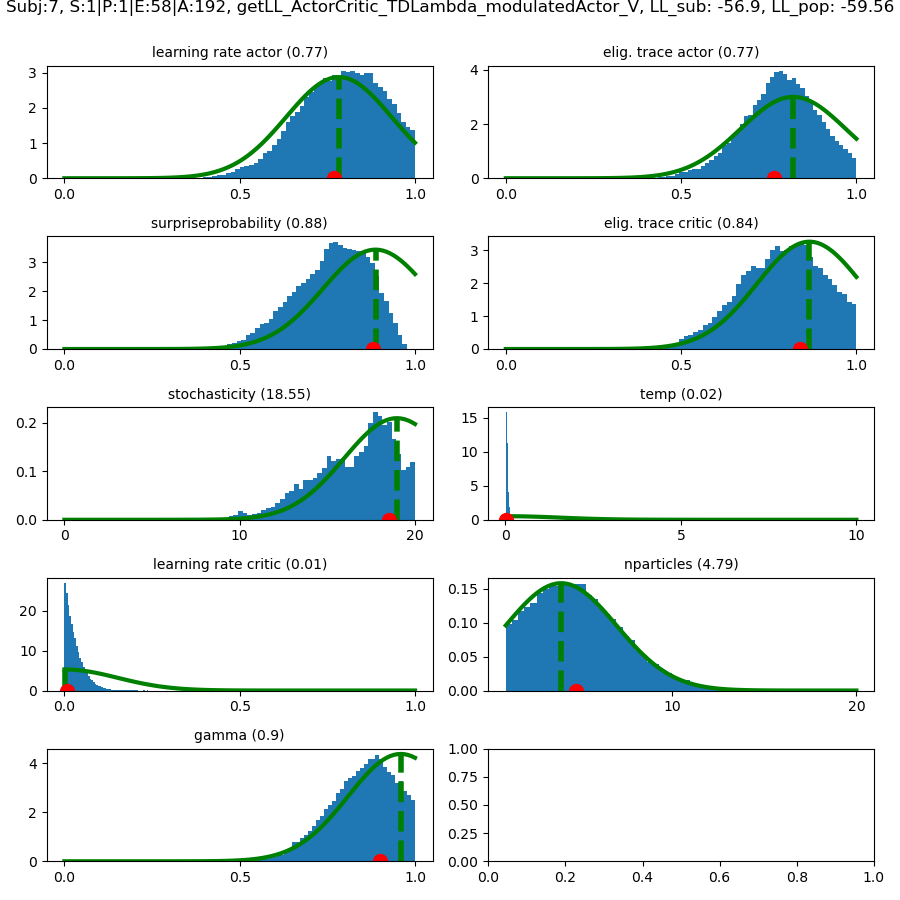 Subj:7, S:1|P:1|E:58|A:192, getLL_ActorCritic_TDLambda_modulatedActor_V, LL_sub: -56.9, LL_pop: -59.56
learning rate actor (0.77)
3
2
1
0
0.0 0.5 1.0
elig. trace actor (0.77)
4
2
0
0.0 0.5 1.0
surpriseprobability (0.88)
3
2
1
0
0.0 0.5 1.0
elig. trace critic (0.84)
3
2
1
0
0.0 0.5 1.0
stochasticity (18.55)
0.2
0.1
0.0
0 10 20
temp (0.02)
15
10
5
0
0 5 10
learning rate critic (0.01)
20
10
0
0.0 0.5 1.0
nparticles (4.79)
0.15
0.10
0.05
0.00
10 20
gamma (0.9)
4
2
0
0.0 0.5 1.0
1.00
0.75
0.50
0.25
0.00
0.0 0.2 0.4 0.6 0.8 1.0